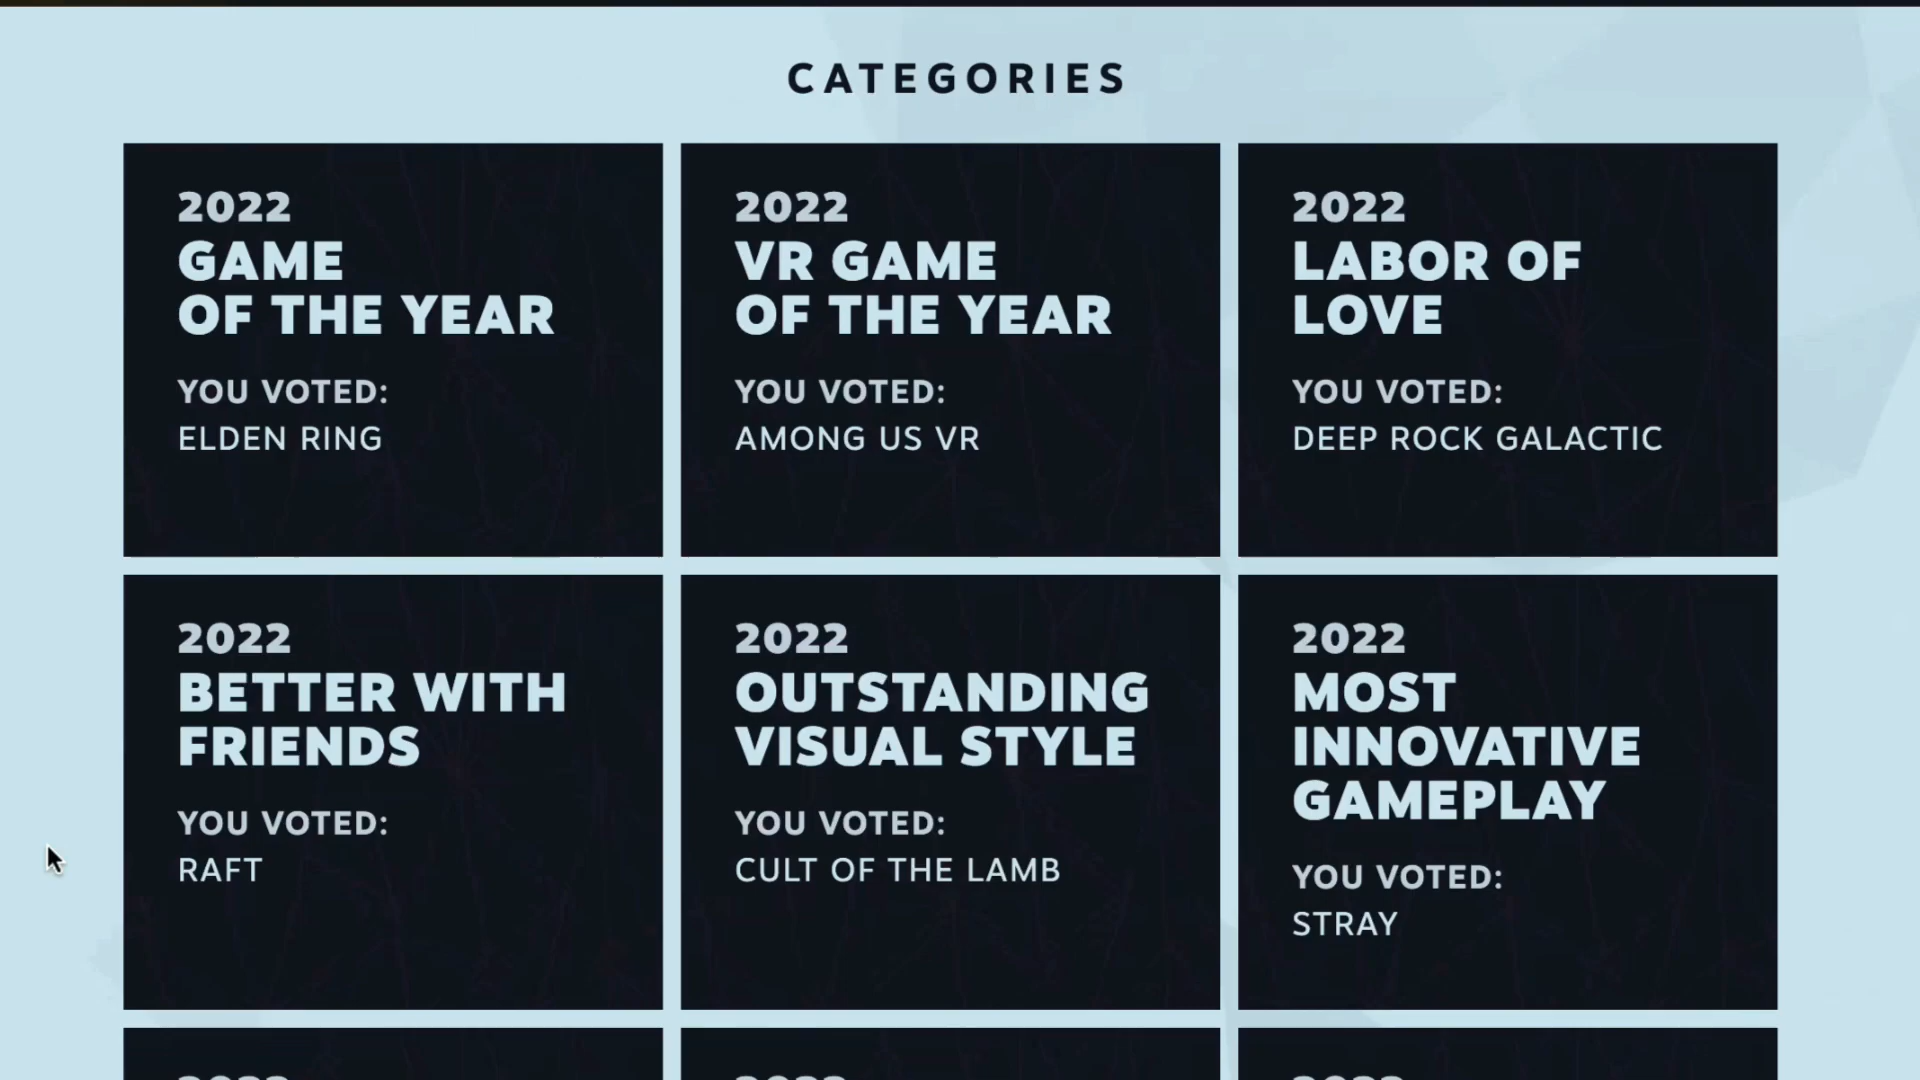 CATEGORIES
2022
GAME
OF THE YEAR
YOU VOTED:
ELDEN RING
2022
VR GAME
OF THE YEAR
YOU VOTED:
AMONG US VR
2022
LABOR OF
LOVE
YOU VOTED:
DEEP ROCK GALACTIC
2022
BETTER WITH
FRIENDS
YOU VOTED:
RAFT
2022
OUTSTANDING
VISUAL STYLE
YOU VOTED:
CULT OF THE LAMB
2022
MOST
INNOVATIVE
GAMEPLAY
YOU VOTED:
STRAY